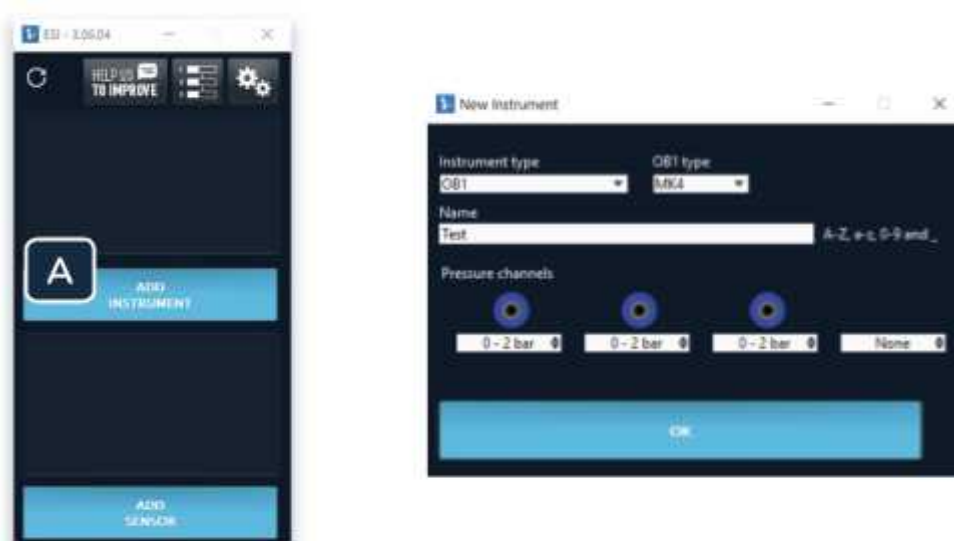 ESI - 3.06.04
HELP US
TO IMPROVE
A
ADD
INSTRUMENT
ADD
SENSOR
New Instrument
Instrument type
OB1 type
OB1
MK4
Name
Test
A-Z, a-z, 0-9 and _
Pressure channels
0 - 2 bar
0 - 2 bar
0 - 2 bar
None
OK